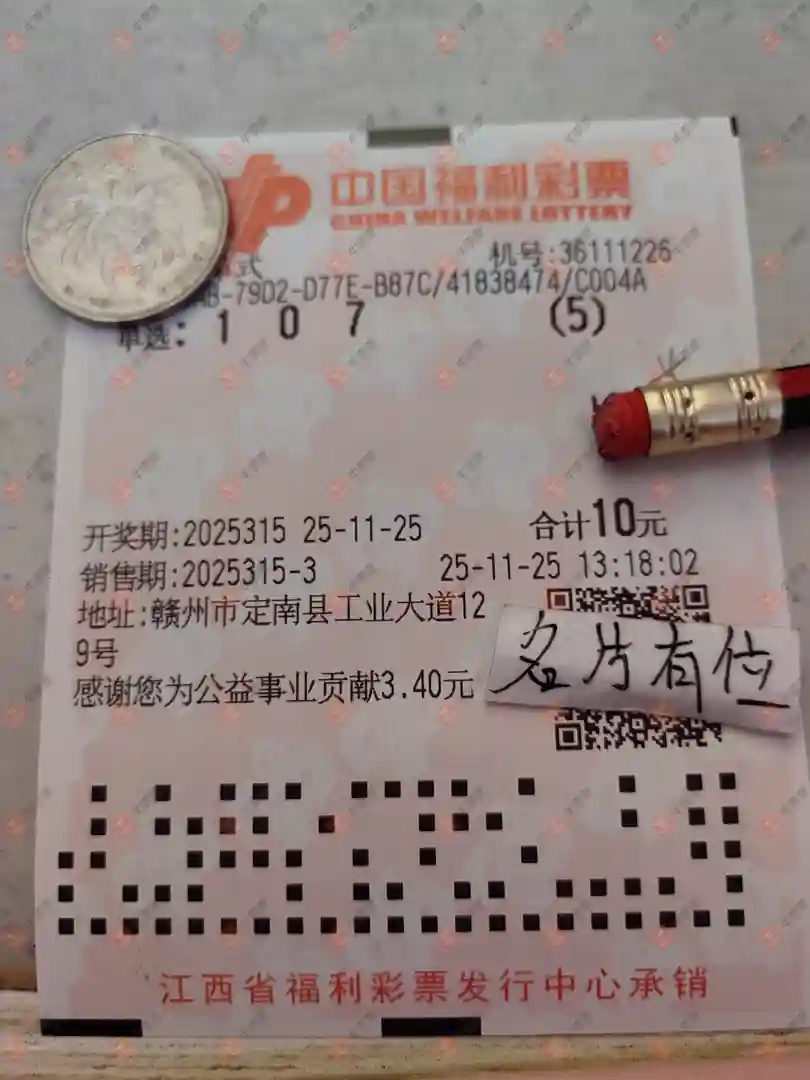 中国福利彩票
CHINA WELFARE LOTTERY
式 机号:36111226
-79D2-D77E-B87C/41838474/C004A
单选: 1 0 7 (5)
开奖期:2025315 25-11-25 合计10元
销售期:2025315-3 25-11-25 13:18:02
地址:赣州市定南县工业大道12
9号
感谢您为公益事业贡献3.40元
名片有位
江西省福利彩票发行中心承销